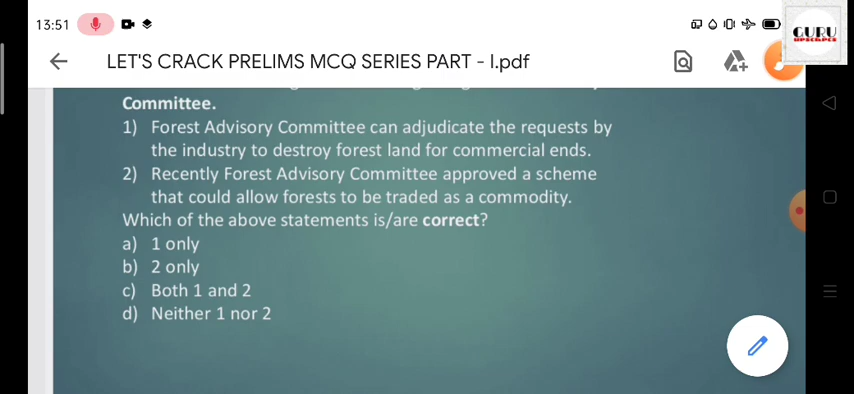 13:51
GURU
LET'S CRACK PRELIMS MCQ SERIES PART - I.pdf
Committee.
1) Forest Advisory Committee can adjudicate the requests by
the industry to destroy forest land for commercial ends.
2) Recently Forest Advisory Committee approved a scheme
that could allow forests to be traded as a commodity.
Which of the above statements is/are correct?
a) 1 only
b) 2 only
c) Both 1 and 2
d) Neither 1 nor 2